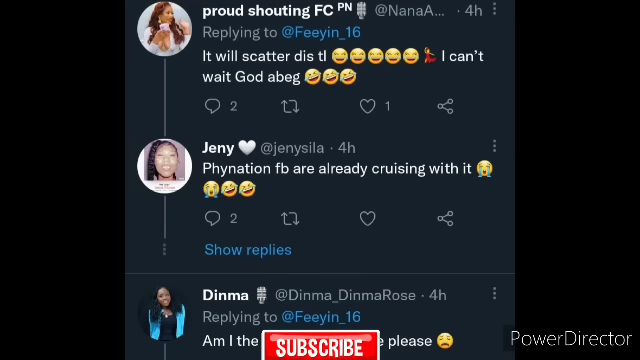 proud shouting FC ᴾᴺ @NanaA... · 4h
Replying to @Feeyin_16
It will scatter dis tl 😂😂😂😂😂💃 I can't
wait God abeg 🤣🤣🤣
2 1
Jeny 🤍 @jenysila · 4h
Phynation fb are already cruising with it 😭
😭🤣🤣
2
Show replies
Dinma @Dinma_DinmaRose · 4h
Replying to @Feeyin_16
Am I the please 😩
SUBSCRIBE
PowerDirector